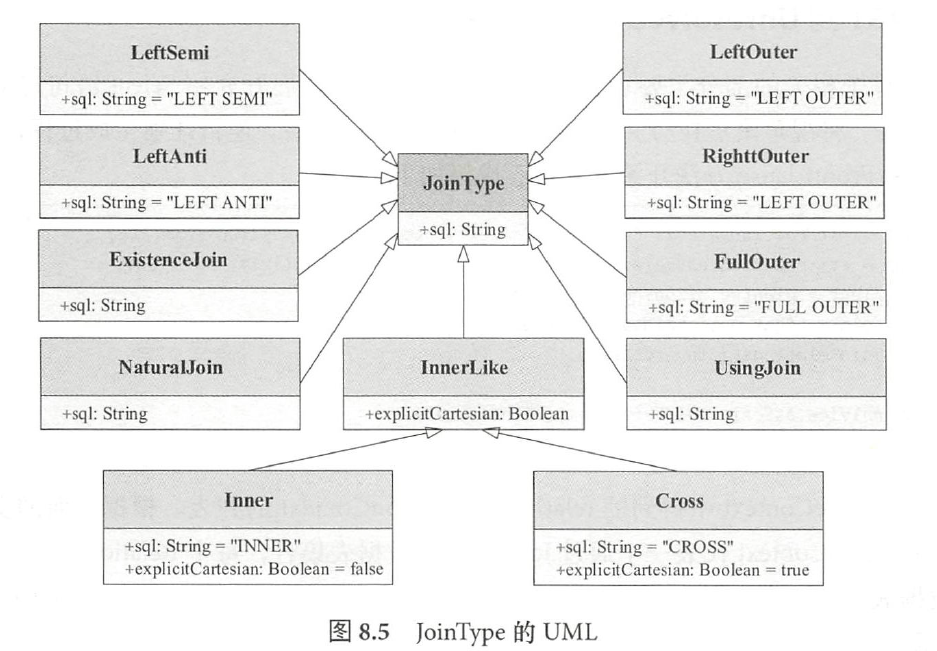 LeftSemi
+sql: String = "LEFT SEMI"
LeftOuter
+sql: String = "LEFT OUTER"
LeftAnti
+sql: String = "LEFT ANTI"
JoinType
+sql: String
RighttOuter
+sql: String = "LEFT OUTER"
ExistenceJoin
+sql: String
FullOuter
+sql: String = "FULL OUTER"
NaturalJoin
+sql: String
InnerLike
+explicitCartesian: Boolean
UsingJoin
+sql: String
Inner
+sql: String = "INNER"
+explicitCartesian: Boolean = false
Cross
+sql: String = "CROSS"
+explicitCartesian: Boolean = true
图 8.5 JoinType 的 UML